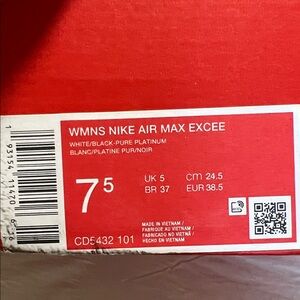 WMNS NIKE AIR MAX EXCEE
WHITE/BLACK-PURE PLATINUM
BLANC/PLATINE PUR/NOIR
7 5
UK 5 CM 24.5
BR 37 EUR 38.5
MADE IN VIETNAM /
FABRIQUE AU VIETNAM /
FABRICADO NO VIETNÃ /
HECHO EN VIETNAM
CD5432 101